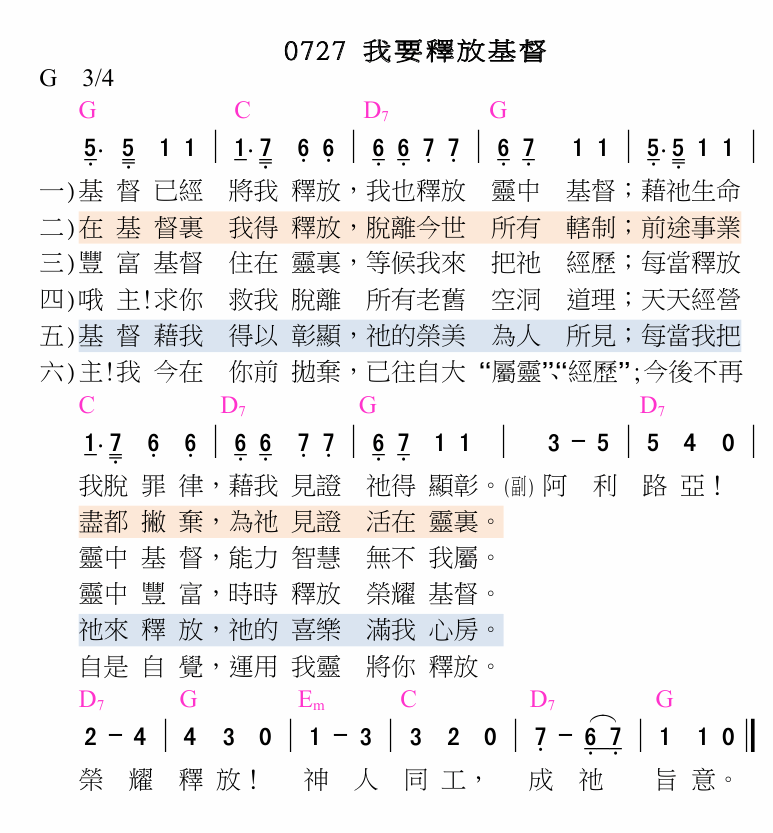 0727 我要釋放基督
G 3/4
G C D7 G
5· 5 1 1 | 1· 7 6 6 | 6 6 7 7 | 6 7 1 1 | 5· 5 1 1 |
一)基督已經 將我釋放，我也釋放 靈中基督；藉祂生命
二)在基督裏 我得釋放，脫離今世 所有轄制；前途事業
三)豐富基督 住在靈裏，等候我來 把祂經歷；每當釋放
四)哦主!求你 救我脫離 所有老舊 空洞道理；天天經營
五)基督藉我 得以彰顯，祂的榮美 為人所見；每當我把
六)主!我今在 你前拋棄，已往自大 “屬靈”、“經歷”;今後不再
C D7 G D7
1· 7 6 6 | 6 6 7 7 | 6 7 1 1 | 3 – 5 | 5 4 0 |
我脫罪律，藉我見證 祂得顯彰。(副) 阿利路亞！
盡都撇棄，為祂見證 活在靈裏。
靈中基督，能力智慧 無不我屬。
靈中豐富，時時釋放 榮耀基督。
祂來釋放，祂的喜樂 滿我心房。
自是自覺，運用我靈 將你釋放。
D7 G Em C D7 G
2 – 4 | 4 3 0 | 1 – 3 | 3 2 0 | 7 – 6 7 | 1 1 0 ‖
榮耀釋放！ 神人同工， 成祂旨意。